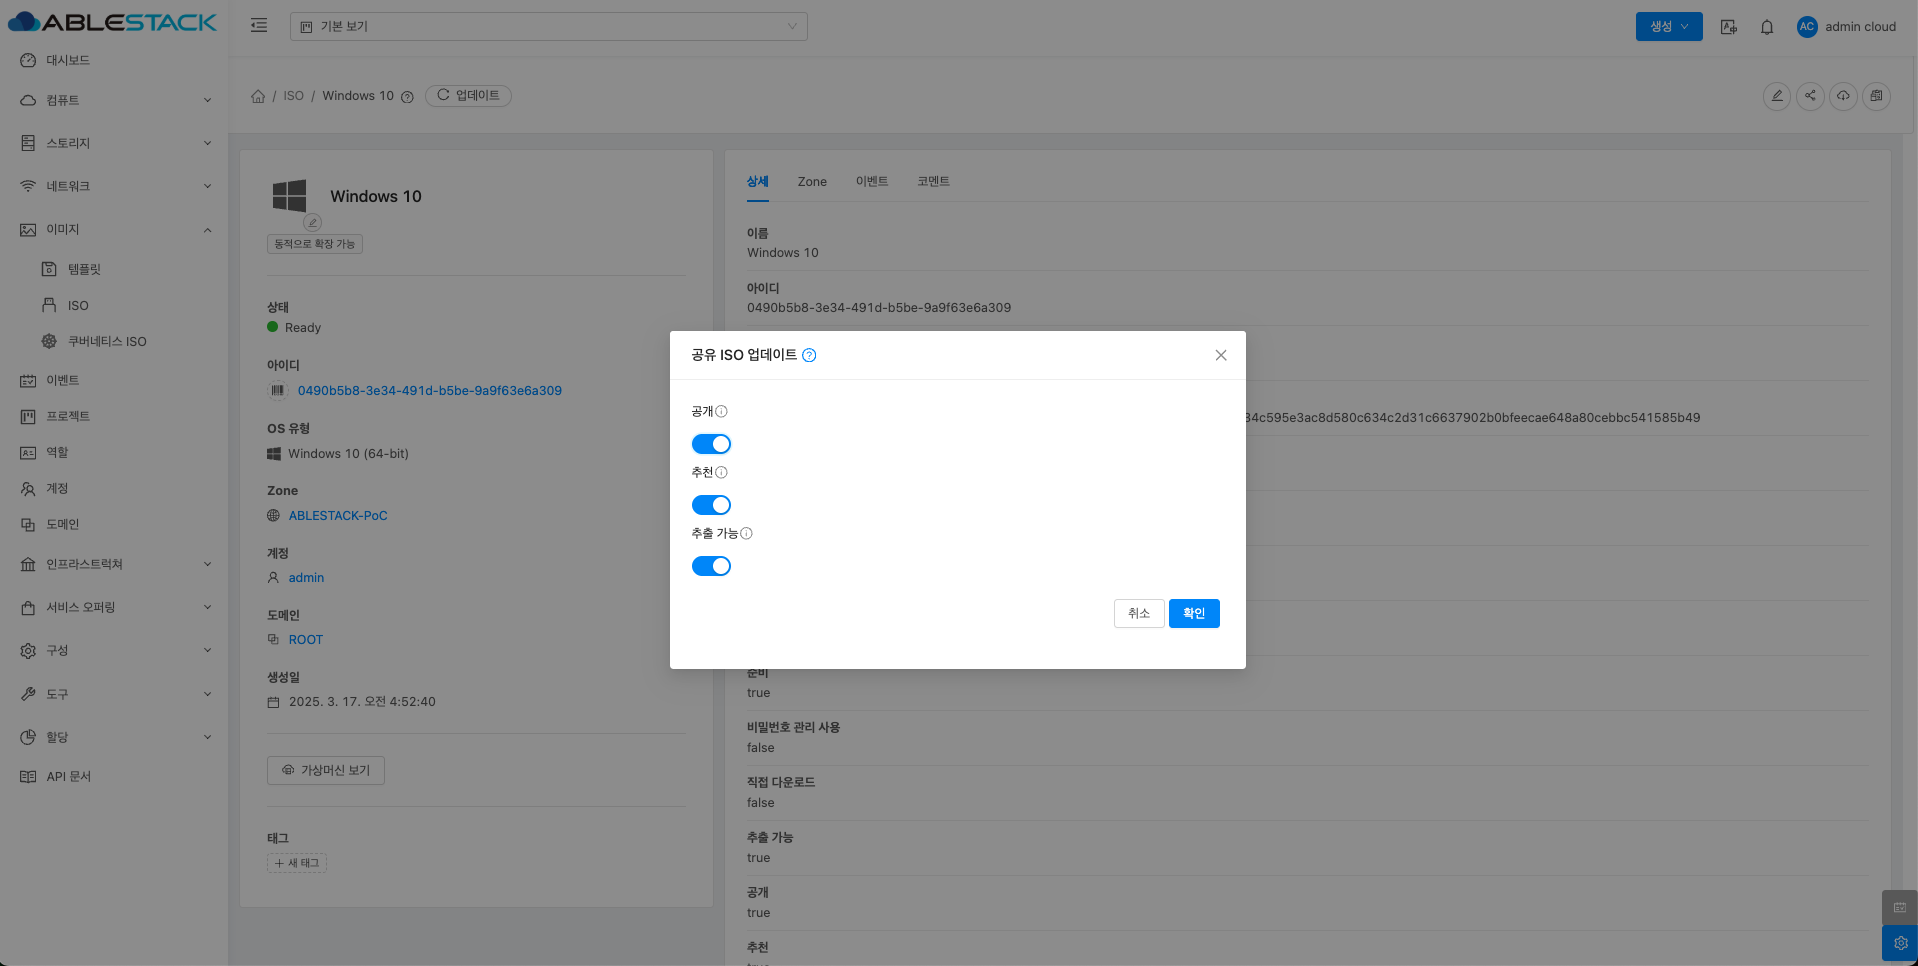 ABLESTACK
기본 보기
생성
AC
admin cloud
대시보드
컴퓨트
스토리지
네트워크
이미지
템플릿
ISO
쿠버네티스 ISO
이벤트
프로젝트
역할
계정
도메인
인프라스트럭쳐
서비스 오퍼링
구성
도구
할당
API 문서
/ ISO / Windows 10
업데이트
Windows 10
동적으로 확장 가능
상태
Ready
아이디
0490b5b8-3e34-491d-b5be-9a9f63e6a309
OS 유형
Windows 10 (64-bit)
Zone
ABLESTACK-PoC
계정
admin
도메인
ROOT
생성일
2025. 3. 17. 오전 4:52:40
가상머신 보기
태그
+ 새 태그
상세
Zone
이벤트
코멘트
이름
Windows 10
아이디
0490b5b8-3e34-491d-b5be-9a9f63e6a309
34c595e3ac8d580c634c2d31c6637902b0bfeecae648a80cebbc541585b49
준비
true
비밀번호 관리 사용
false
직접 다운로드
false
추출 가능
true
공개
true
추천
공유 ISO 업데이트
공개
추천
추출 가능
취소
확인